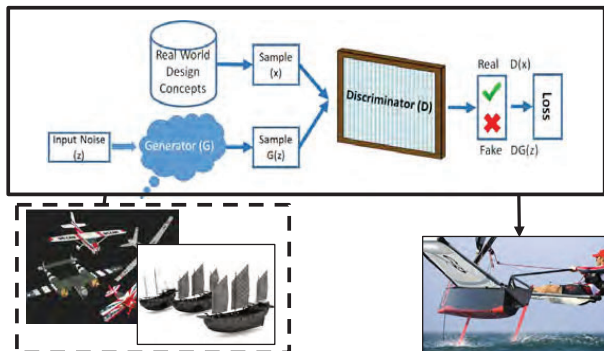 Real World
Design
Concepts
Sample
(x)
Real D(x)
Discriminator (D)
Loss
Input Noise
(z)
Generator (G)
Sample
G(z)
Fake DG(z)